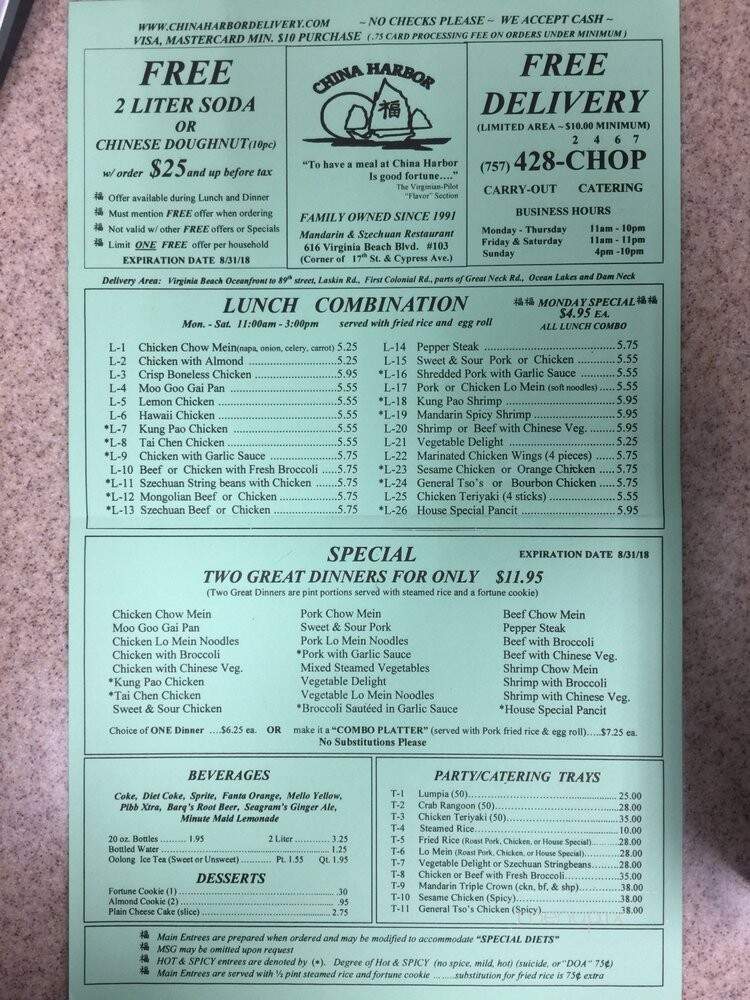 WWW.CHINAHARBORDELIVERY.COM ~ NO CHECKS PLEASE ~ WE ACCEPT CASH ~
VISA, MASTERCARD MIN. $10 PURCHASE (.75 CARD PROCESSING FEE ON ORDERS UNDER MINIMUM)
FREE
2 LITER SODA
OR
CHINESE DOUGHNUT(10pc)
w/ order $25 and up before tax
福 Offer available during Lunch and Dinner
福 Must mention FREE offer when ordering
福 Not valid w/ other FREE offers or Specials
福 Limit ONE FREE offer per household
EXPIRATION DATE 8/31/18
CHINA HARBOR
福
"To have a meal at China Harbor
Is good fortune...."
The Virginian-Pilot
"Flavor" Section
FAMILY OWNED SINCE 1991
Mandarin & Szechuan Restaurant
616 Virginia Beach Blvd. #103
(Corner of 17th St. & Cypress Ave.)
FREE
DELIVERY
(LIMITED AREA ~ $10.00 MINIMUM)
2 4 6 7
(757) 428-CHOP
CARRY-OUT CATERING
BUSINESS HOURS
Monday - Thursday 11am - 10pm
Friday & Saturday 11am - 11pm
Sunday 4pm -10pm
Delivery Area: Virginia Beach Oceanfront to 89th street, Laskin Rd., First Colonial Rd., parts of Great Neck Rd., Ocean Lakes and Dam Neck
LUNCH COMBINATION
Mon. - Sat. 11:00am - 3:00pm served with fried rice and egg roll
福福 MONDAY SPECIAL 福福
$4.95 EA.
ALL LUNCH COMBO
L-1 Chicken Chow Mein(napa, onion, celery, carrot) 5.25
L-2 Chicken with Almond ....................5.25
L-3 Crisp Boneless Chicken ....................5.95
L-4 Moo Goo Gai Pan ....................5.55
L-5 Lemon Chicken ....................5.55
L-6 Hawaii Chicken ....................5.55
*L-7 Kung Pao Chicken ....................5.55
*L-8 Tai Chen Chicken ....................5.55
*L-9 Chicken with Garlic Sauce ....................5.75
L-10 Beef or Chicken with Fresh Broccoli .....5.75
*L-11 Szechuan String beans with Chicken ......5.75
*L-12 Mongolian Beef or Chicken ....................5.75
*L-13 Szechuan Beef or Chicken ....................5.75
L-14 Pepper Steak ....................5.75
L-15 Sweet & Sour Pork or Chicken ..........5.55
*L-16 Shredded Pork with Garlic Sauce ..........5.55
L-17 Pork or Chicken Lo Mein (soft noodles).....5.55
*L-18 Kung Pao Shrimp ....................5.95
*L-19 Mandarin Spicy Shrimp ....................5.95
L-20 Shrimp or Beef with Chinese Veg. .......5.95
L-21 Vegetable Delight ....................5.25
L-22 Marinated Chicken Wings (4 pieces) .....5.75
*L-23 Sesame Chicken or Orange Chicken .....5.75
*L-24 General Tso's or Bourbon Chicken .....5.75
L-25 Chicken Teriyaki (4 sticks) ....................5.55
*L-26 House Special Pancit ....................5.95
SPECIAL
EXPIRATION DATE 8/31/18
TWO GREAT DINNERS FOR ONLY $11.95
(Two Great Dinners are pint portions served with steamed rice and a fortune cookie)
Chicken Chow Mein
Moo Goo Gai Pan
Chicken Lo Mein Noodles
Chicken with Broccoli
Chicken with Chinese Veg.
*Kung Pao Chicken
*Tai Chen Chicken
Sweet & Sour Chicken
Pork Chow Mein
Sweet & Sour Pork
Pork Lo Mein Noodles
*Pork with Garlic Sauce
Mixed Steamed Vegetables
Vegetable Delight
Vegetable Lo Mein Noodles
*Broccoli Sautéed in Garlic Sauce
Beef Chow Mein
Pepper Steak
Beef with Broccoli
Beef with Chinese Veg.
Shrimp Chow Mein
Shrimp with Broccoli
Shrimp with Chinese Veg.
*House Special Pancit
Choice of ONE Dinner ....$6.25 ea. OR make it a "COMBO PLATTER" (served with Pork fried rice & egg roll).....$7.25 ea.
No Substitutions Please
BEVERAGES
Coke, Diet Coke, Sprite, Fanta Orange, Mello Yellow,
Pibb Xtra, Barq's Root Beer, Seagram's Ginger Ale,
Minute Maid Lemonade
20 oz. Bottles ......... 1.95 2 Liter ............ 3.25
Bottled Water ....................1.25
Oolong Ice Tea (Sweet or Unsweet)........... Pt. 1.55 Qt. 1.95
DESSERTS
Fortune Cookie (1) .................... .30
Almond Cookie (2) .................... .95
Plain Cheese Cake (slice) .................... 2.75
PARTY/CATERING TRAYS
T-1 Lumpia (50)....................25.00
T-2 Crab Rangoon (50)....................28.00
T-3 Chicken Teriyaki (50)....................35.00
T-4 Steamed Rice....................10.00
T-5 Fried Rice (Roast Pork, Chicken, or House Special)..........28.00
T-6 Lo Mein (Roast Pork, Chicken, or House Special)..........28.00
T-7 Vegetable Delight or Szechuan Stringbeans.........28.00
T-8 Chicken or Beef with Fresh Broccoli....................35.00
T-9 Mandarin Triple Crown (ckn, bf, & shp)..............38.00
T-10 Sesame Chicken (Spicy)....................38.00
T-11 General Tso's Chicken (Spicy)....................38.00
福 Main Entrees are prepared when ordered and may be modified to accommodate "SPECIAL DIETS"
福 MSG may be omitted upon request
福 HOT & SPICY entrees are denoted by (*). Degree of Hot & SPICY (no spice, mild, hot) (suicide, or "DOA" 75¢)
福 Main Entrees are served with ½ pint steamed rice and fortune cookie ........substitution for fried rice is 75¢ extra